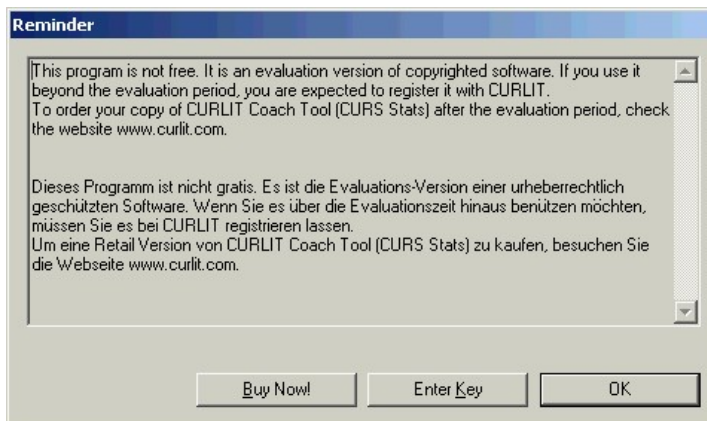 Reminder
This program is not free. It is an evaluation version of copyrighted software. If you use it
beyond the evaluation period, you are expected to register it with CURLIT.
To order your copy of CURLIT Coach Tool (CURS Stats) after the evaluation period, check
the website www.curlit.com.
Dieses Programm ist nicht gratis. Es ist die Evaluations-Version einer urheberrechtlich
geschützten Software. Wenn Sie es über die Evaluationszeit hinaus benützen möchten,
müssen Sie es bei CURLIT registrieren lassen.
Um eine Retail Version von CURLIT Coach Tool (CURS Stats) zu kaufen, besuchen Sie
die Webseite www.curlit.com.
Buy Now! Enter Key OK